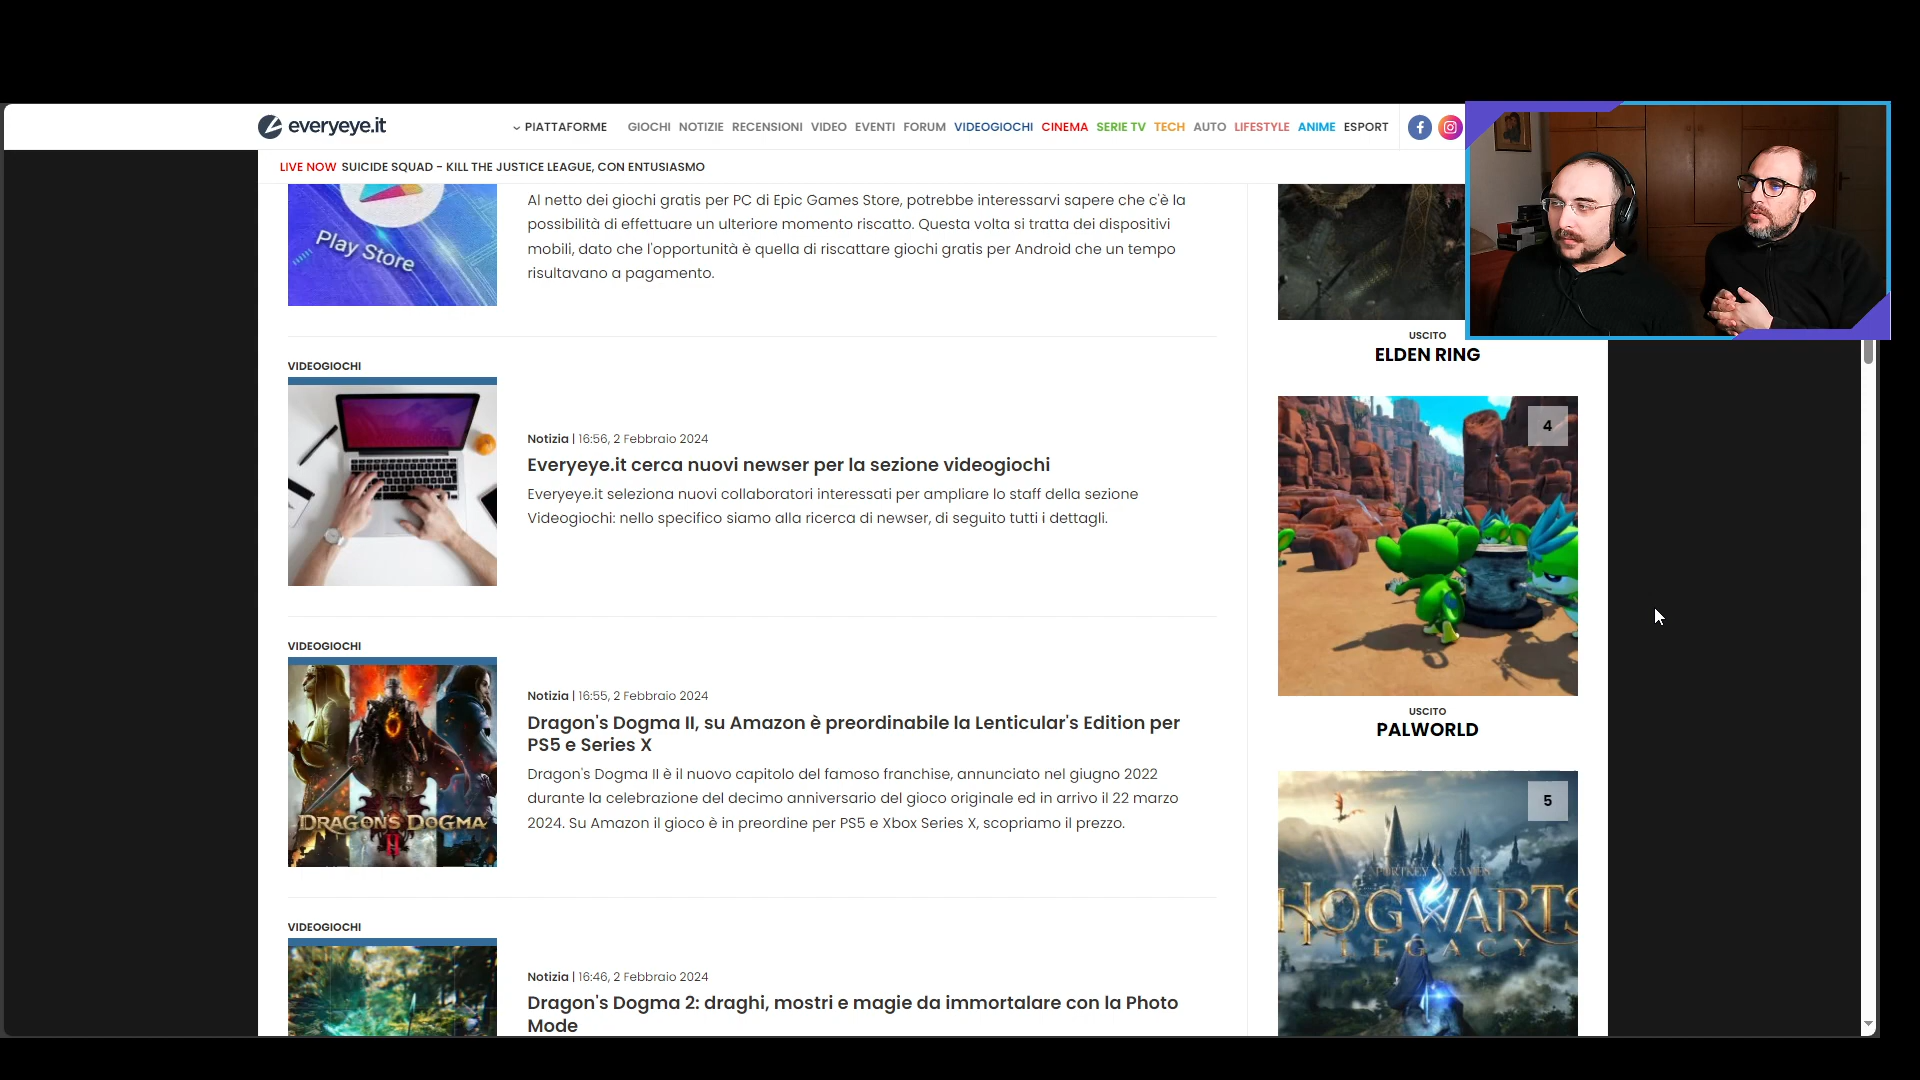 everyeye.it
PIATTAFORME GIOCHI NOTIZIE RECENSIONI VIDEO EVENTI FORUM VIDEOGIOCHI CINEMA SERIE TV TECH AUTO LIFESTYLE ANIME ESPORT
LIVE NOW SUICIDE SQUAD - KILL THE JUSTICE LEAGUE, CON ENTUSIASMO
Play Store
Al netto dei giochi gratis per PC di Epic Games Store, potrebbe interessarvi sapere che c'è la
possibilità di effettuare un ulteriore momento riscatto. Questa volta si tratta dei dispositivi
mobili, dato che l'opportunità è quella di riscattare giochi gratis per Android che un tempo
risultavano a pagamento.
VIDEOGIOCHI
Notizia | 16:56, 2 Febbraio 2024
Everyeye.it cerca nuovi newser per la sezione videogiochi
Everyeye.it seleziona nuovi collaboratori interessati per ampliare lo staff della sezione
Videogiochi: nello specifico siamo alla ricerca di newser, di seguito tutti i dettagli.
VIDEOGIOCHI
DRAGON'S DOGMA
II
Notizia | 16:55, 2 Febbraio 2024
Dragon's Dogma II, su Amazon è preordinabile la Lenticular's Edition per
PS5 e Series X
Dragon's Dogma II è il nuovo capitolo del famoso franchise, annunciato nel giugno 2022
durante la celebrazione del decimo anniversario del gioco originale ed in arrivo il 22 marzo
2024. Su Amazon il gioco è in preordine per PS5 e Xbox Series X, scopriamo il prezzo.
VIDEOGIOCHI
Notizia | 16:46, 2 Febbraio 2024
Dragon's Dogma 2: draghi, mostri e magie da immortalare con la Photo
Mode
USCITO
ELDEN RING
4
USCITO
PALWORLD
5
PORTKEY GAMES
HOGWARTS
LEGACY